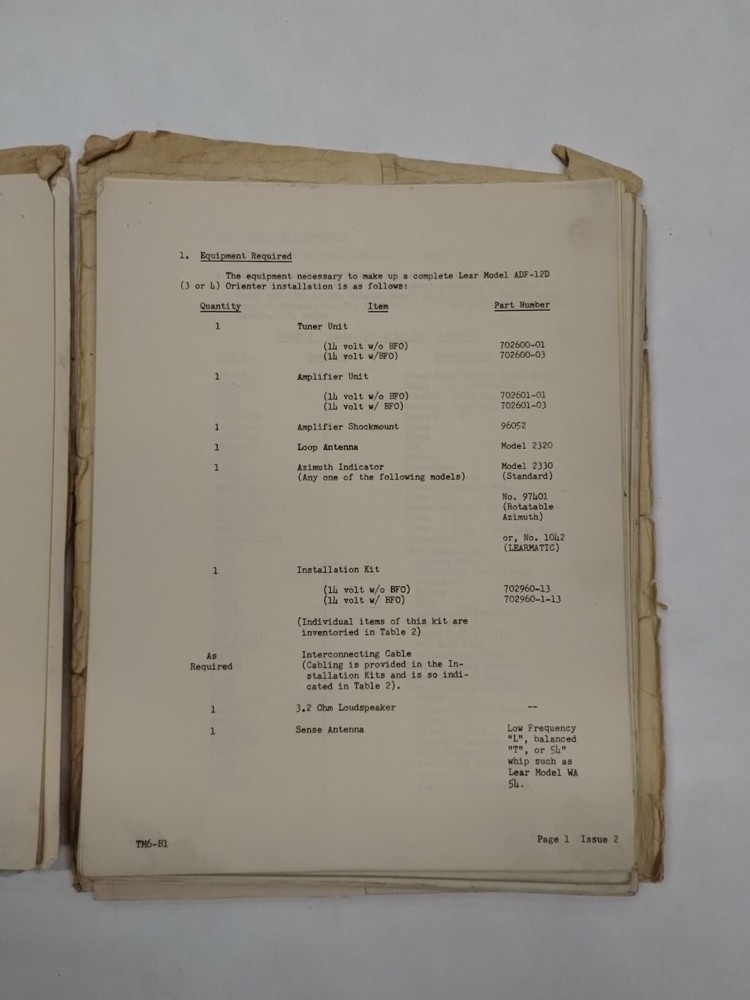 1. Equipment Required
The equipment necessary to make up a complete Lear Model ADF-12D
(3 or 4) Orienter installation is as follows:
Quantity Item Part Number
1 Tuner Unit
(14 volt w/o BFO) 702600-01
(14 volt w/BFO) 702600-03
1 Amplifier Unit
(14 volt w/o BFO) 702601-01
(14 volt w/ BFO) 702601-03
1 Amplifier Shockmount 96052
1 Loop Antenna Model 2320
1 Azimuth Indicator Model 2330
(Any one of the following models) (Standard)
No. 97401
(Rotatable
Azimuth)
or, No. 1042
(LEARMATIC)
1 Installation Kit
(14 volt w/o BFO) 702960-13
(14 volt w/ BFO) 702960-1-13
(Individual items of this kit are
inventoried in Table 2)
As Interconnecting Cable
Required (Cabling is provided in the In-
stallation Kits and is so indi-
cated in Table 2).
1 3.2 Ohm Loudspeaker --
1 Sense Antenna Low Frequency
"L", balanced
"T", or 54"
whip such as
Lear Model WA
54.
TM6-B1 Page 1 Issue 2